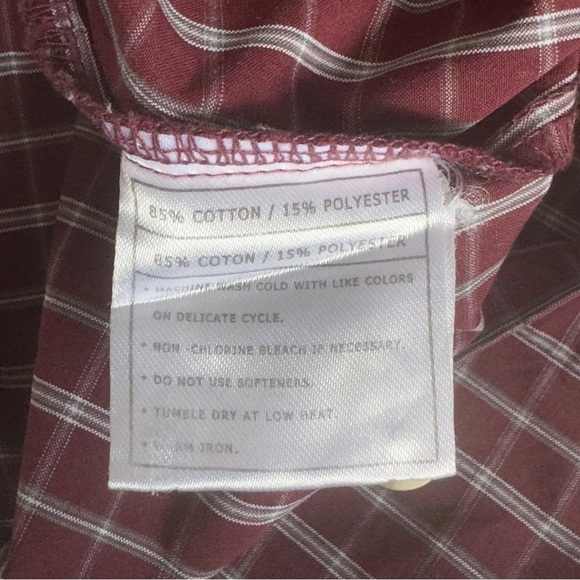 85% COTTON / 15% POLYESTER
85% COTON / 15% POLYESTER
* MACHINE WASH COLD WITH LIKE COLORS
ON DELICATE CYCLE.
* NON -CHLORINE BLEACH IF NECESSARY.
* DO NOT USE SOFTENERS.
* TUMBLE DRY AT LOW HEAT.
* WARM IRON.